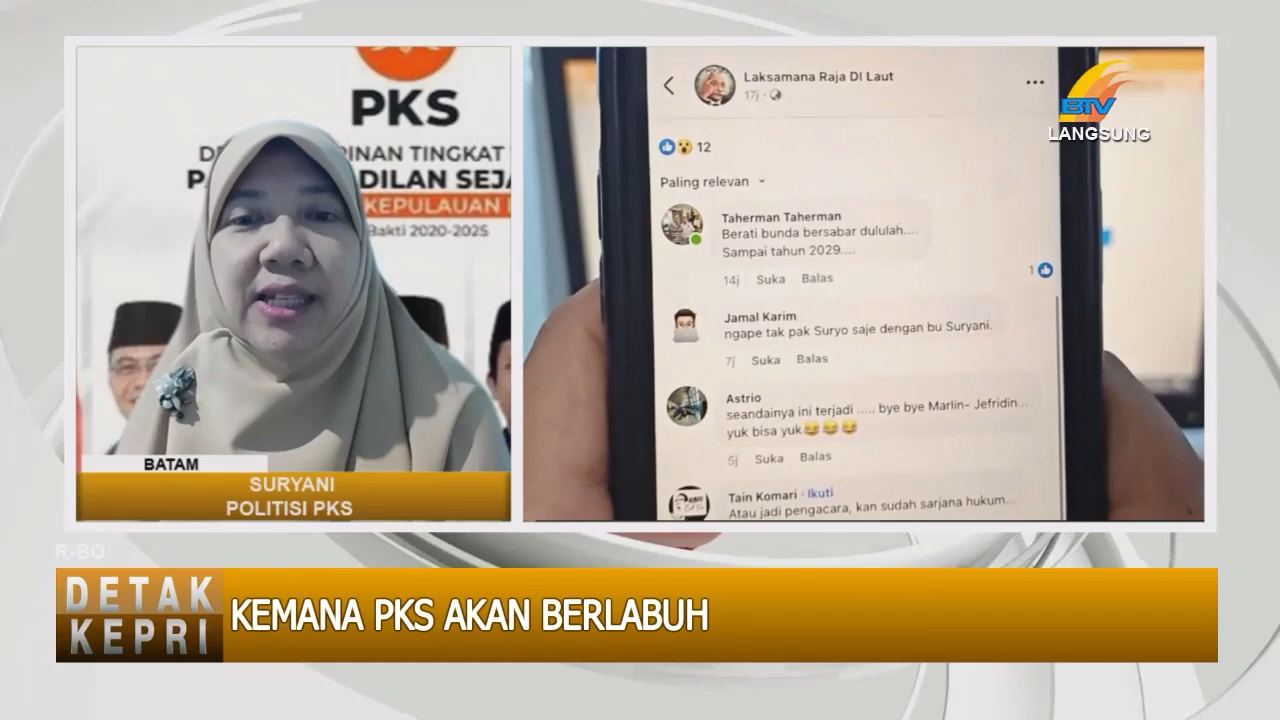 PKS
KEPULAUAN
Bakti 2020-2025
BATAM
SURYANI
POLITISI PKS
Laksamana Raja DI Laut
17j
12
Paling relevan
Taherman Taherman
Berati bunda bersabar dululah....
Sampai tahun 2029....
1
14j Suka Balas
Jamal Karim
ngape tak pak Suryo saje dengan bu Suryani.
7j Suka Balas
Astrio
seandainya ini terjadi ..... bye bye Marlin- Jefridin...
yuk bisa yuk😂😂😂
5j Suka Balas
Tain Komari · Ikuti
Atau jadi pengacara, kan sudah sarjana hukum...
BTV
LANGSUNG
R-BO
DETAK
KEPRI
KEMANA PKS AKAN BERLABUH